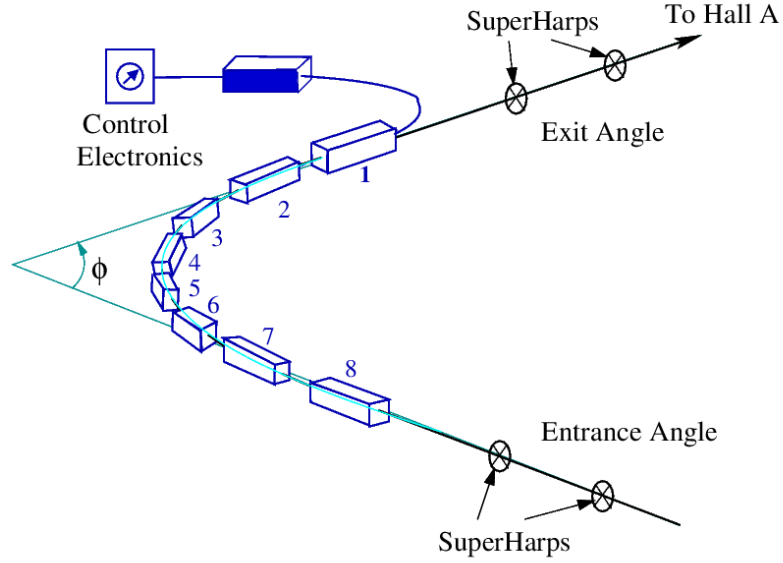 To Hall A
SuperHarps
Control
Electronics
Exit Angle
1
2
3
4
5
6
7
8
ϕ
Entrance Angle
SuperHarps